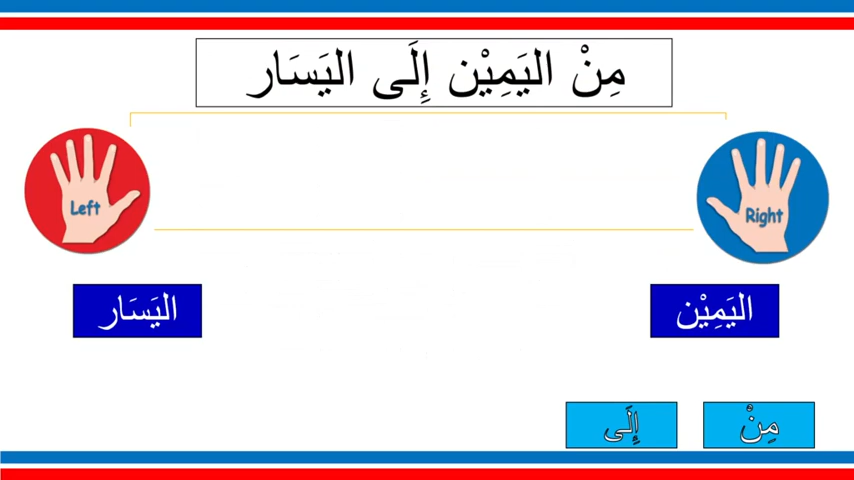 مِنْ اليَمِيْن إِلَى اليَسَار
Left
Right
اليَمِيْن
اليَسَار
مِنْ
إِلَى